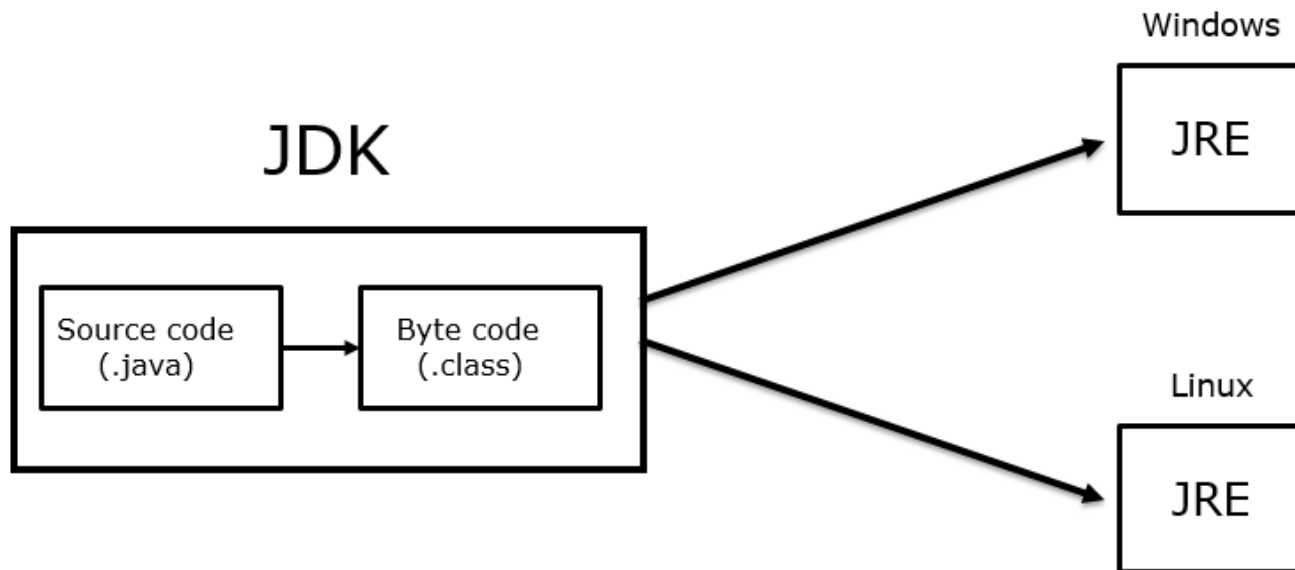 Windows
JRE
JDK
Source code
(.java)
Byte code
(.class)
Linux
JRE